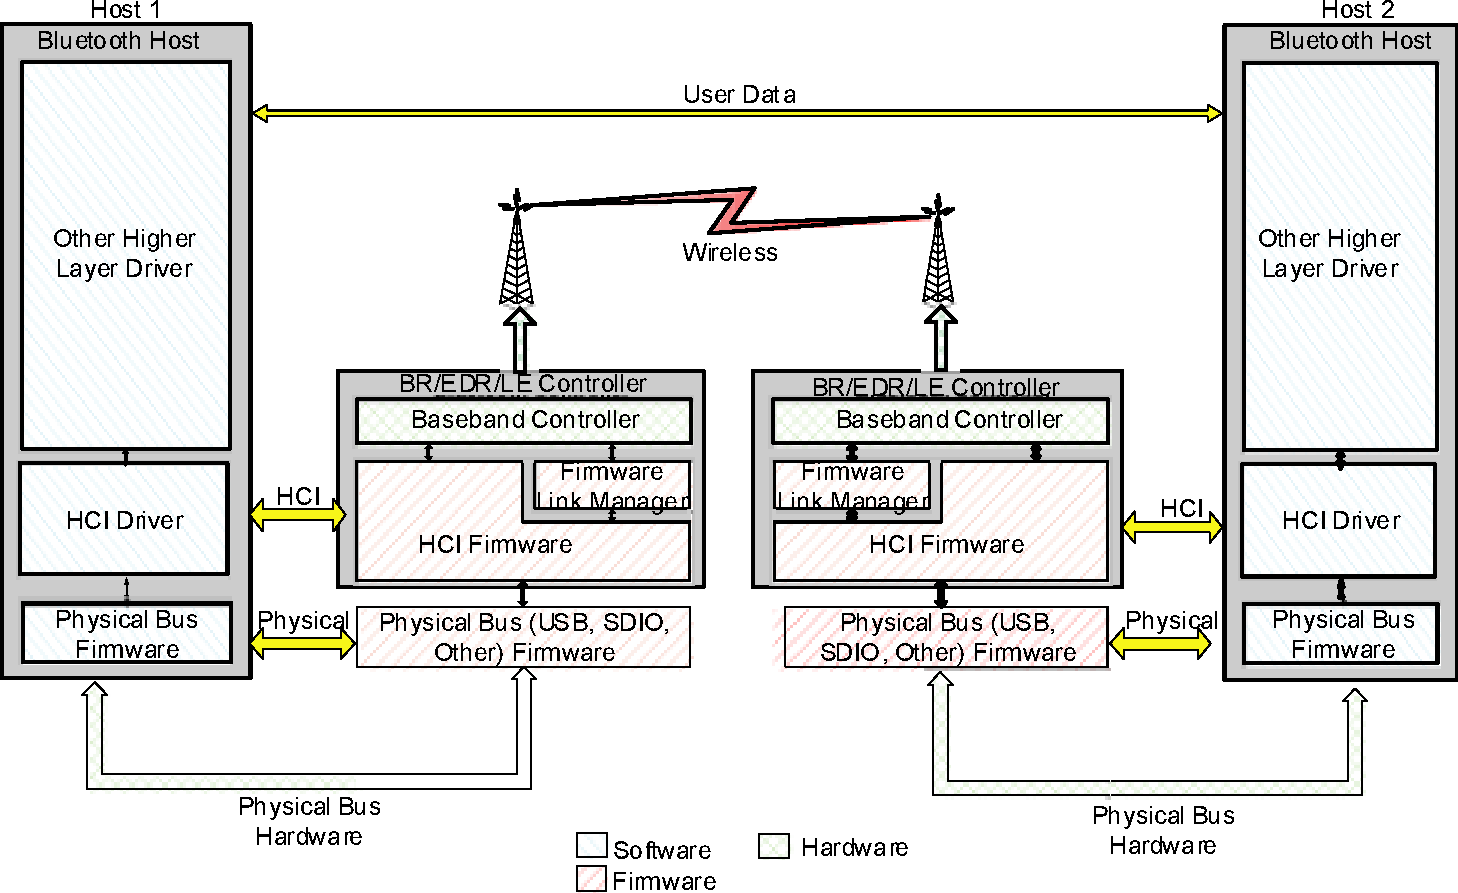 Host 1
Host 2
Bluetooth Host
Bluetooth Host
User Data
Other Higher
Layer Driver
Wireless
Other Higher
Layer Driver
BR/EDR/LE Controller
Baseband Controller
BR/EDR/LE Controller
Baseband Controller
HCI Driver
HCI
Firmware
Link Manager
HCI Firmware
Firmware
Link Manager
HCI Firmware
HCI
HCI Driver
Physical Bus
Firmware
Physical
Physical Bus (USB, SDIO,
Other) Firmware
Physical Bus (USB,
SDIO, Other) Firmware
Physical
Physical Bus
Firmware
Physical Bus
Hardware
Physical Bus
Hardware
Software
Hardware
Firmware